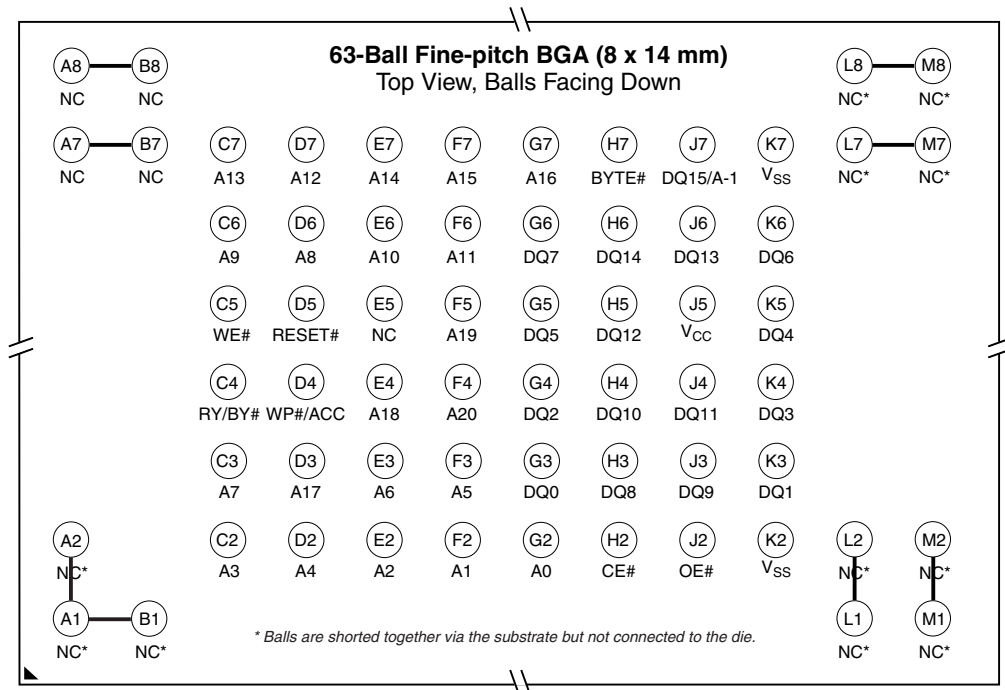 63-Ball Fine-pitch BGA (8 x 14 mm)
Top View, Balls Facing Down
A8 B8 L8 M8
NC NC NC* NC*
A7 B7 C7 D7 E7 F7 G7 H7 J7 K7 L7 M7
NC NC A13 A12 A14 A15 A16 BYTE# DQ15/A-1 VSS NC* NC*
C6 D6 E6 F6 G6 H6 J6 K6
A9 A8 A10 A11 DQ7 DQ14 DQ13 DQ6
C5 D5 E5 F5 G5 H5 J5 K5
WE# RESET# NC A19 DQ5 DQ12 VCC DQ4
C4 D4 E4 F4 G4 H4 J4 K4
RY/BY# WP#/ACC A18 A20 DQ2 DQ10 DQ11 DQ3
C3 D3 E3 F3 G3 H3 J3 K3
A7 A17 A6 A5 DQ0 DQ8 DQ9 DQ1
A2 C2 D2 E2 F2 G2 H2 J2 K2 L2 M2
NC* A3 A4 A2 A1 A0 CE# OE# VSS NC* NC*
A1 B1 L1 M1
NC* NC* NC* NC*
* Balls are shorted together via the substrate but not connected to the die.